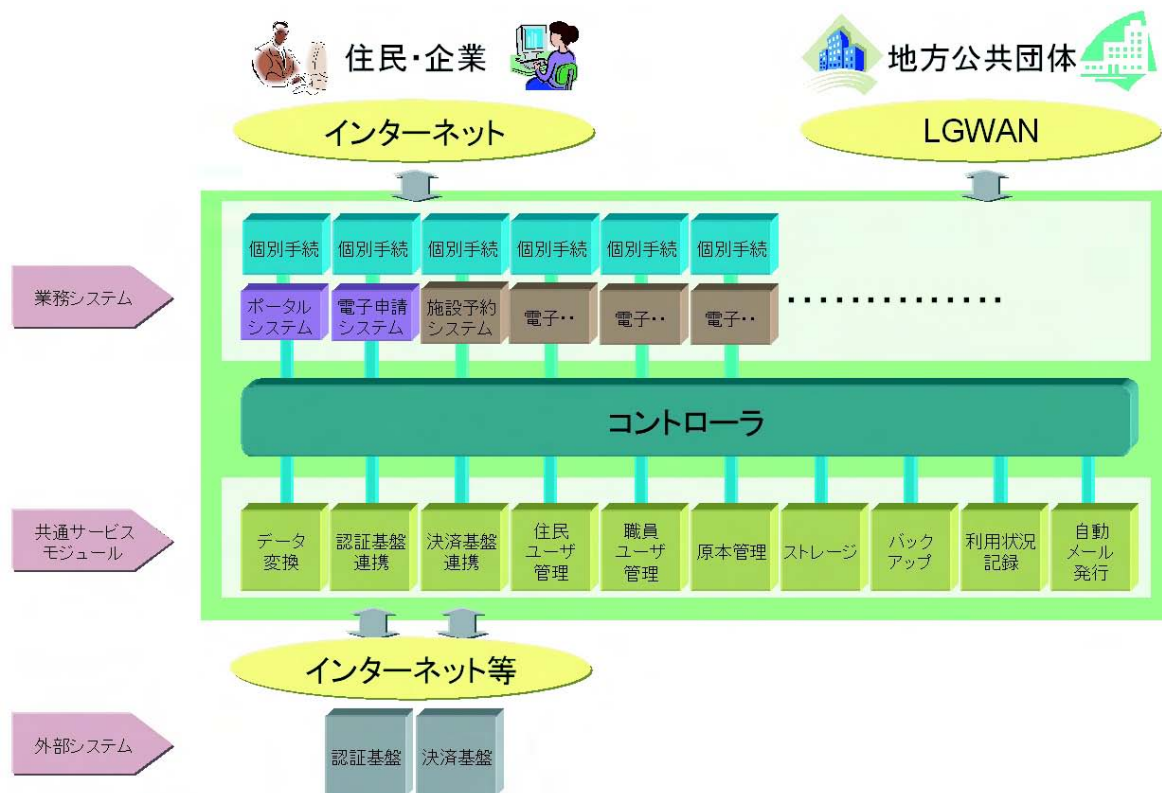 住民・企業
地方公共団体
インターネット
LGWAN
個別手続
個別手続
個別手続
個別手続
個別手続
個別手続
業務システム
ポータル
システム
電子申請
システム
施設予約
システム
電子・・
電子・・
電子・・
・・・・・・・・・・・・・・・
コントローラ
共通サービス
モジュール
データ
変換
認証基盤
連携
決済基盤
連携
住民
ユーザ
管理
職員
ユーザ
管理
原本管理
ストレージ
バック
アップ
利用状況
記録
自動
メール
発行
インターネット等
外部システム
認証基盤
決済基盤